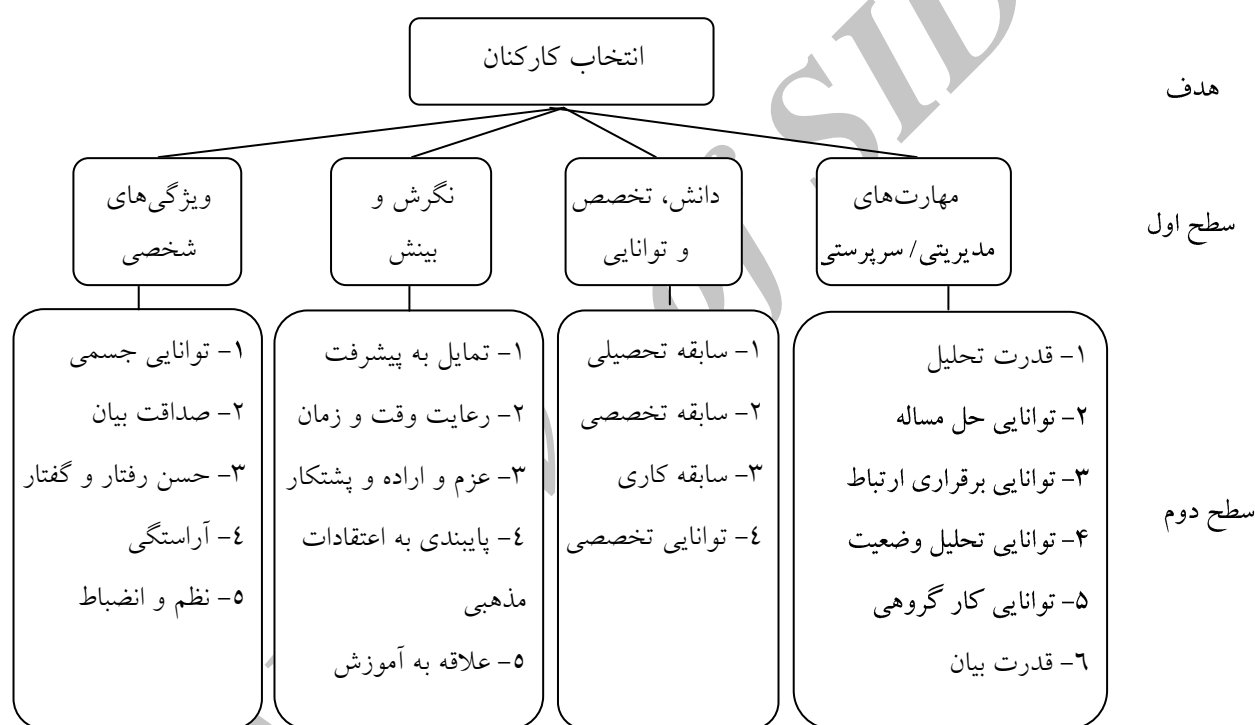 انتخاب کارکنان
هدف
مهارت‌های
مدیریتی/ سرپرستی
دانش، تخصص
و توانایی
نگرش و
بینش
ویژگی‌های
شخصی
سطح اول
۱- قدرت تحلیل
۲- توانایی حل مساله
۳- توانایی برقراری ارتباط
۴- توانایی تحلیل وضعیت
۵- توانایی کار گروهی
٦- قدرت بیان
۱- سابقه تحصیلی
۲- سابقه تخصصی
۳- سابقه کاری
٤- توانایی تخصصی
۱- تمایل به پیشرفت
۲- رعایت وقت و زمان
۳- عزم و اراده و پشتکار
٤- پایبندی به اعتقادات
مذهبی
٥- علاقه به آموزش
۱- توانایی جسمی
۲- صداقت بیان
۳- حسن رفتار و گفتار
٤- آراستگی
٥- نظم و انضباط
سطح دوم
of SID